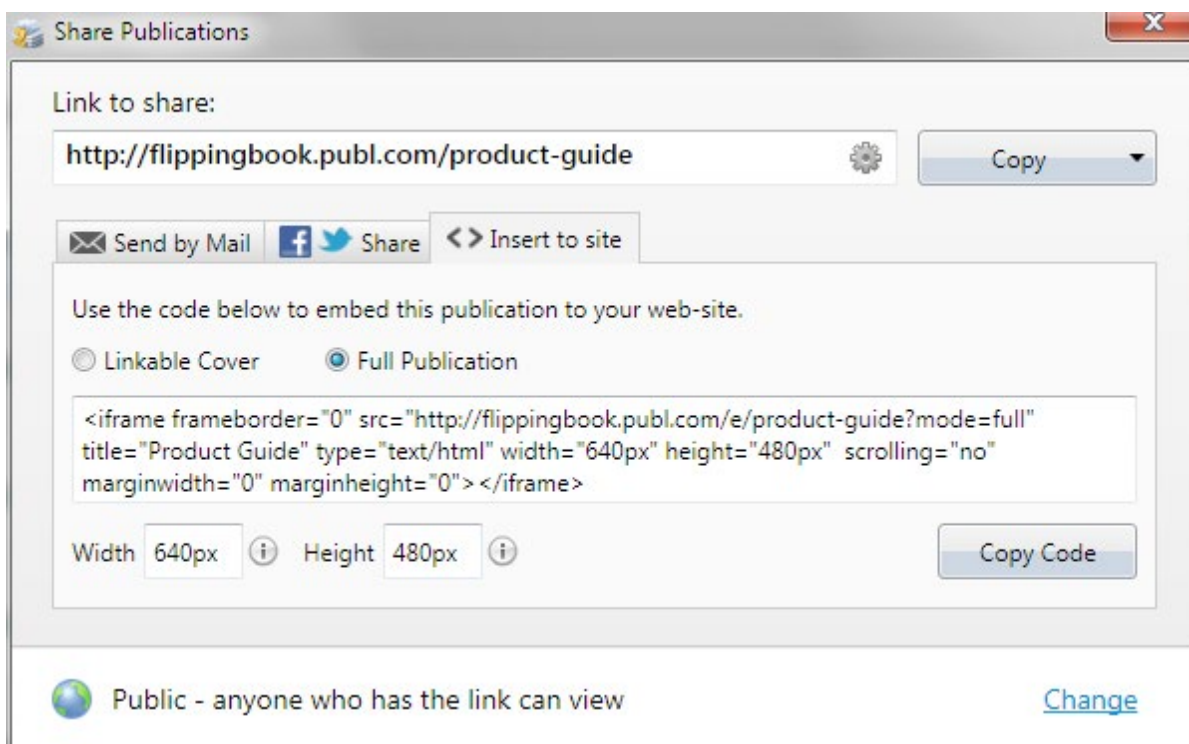 Share Publications
Link to share:
http://flippingbook.publ.com/product-guide
Copy
Send by Mail
Share
<> Insert to site
Use the code below to embed this publication to your web-site.
Linkable Cover
Full Publication
<iframe frameborder="0" src="http://flippingbook.publ.com/e/product-guide?mode=full"
title="Product Guide" type="text/html" width="640px" height="480px"  scrolling="no"
marginwidth="0" marginheight="0"></iframe>
Width 640px Height 480px
Copy Code
Public - anyone who has the link can view
Change